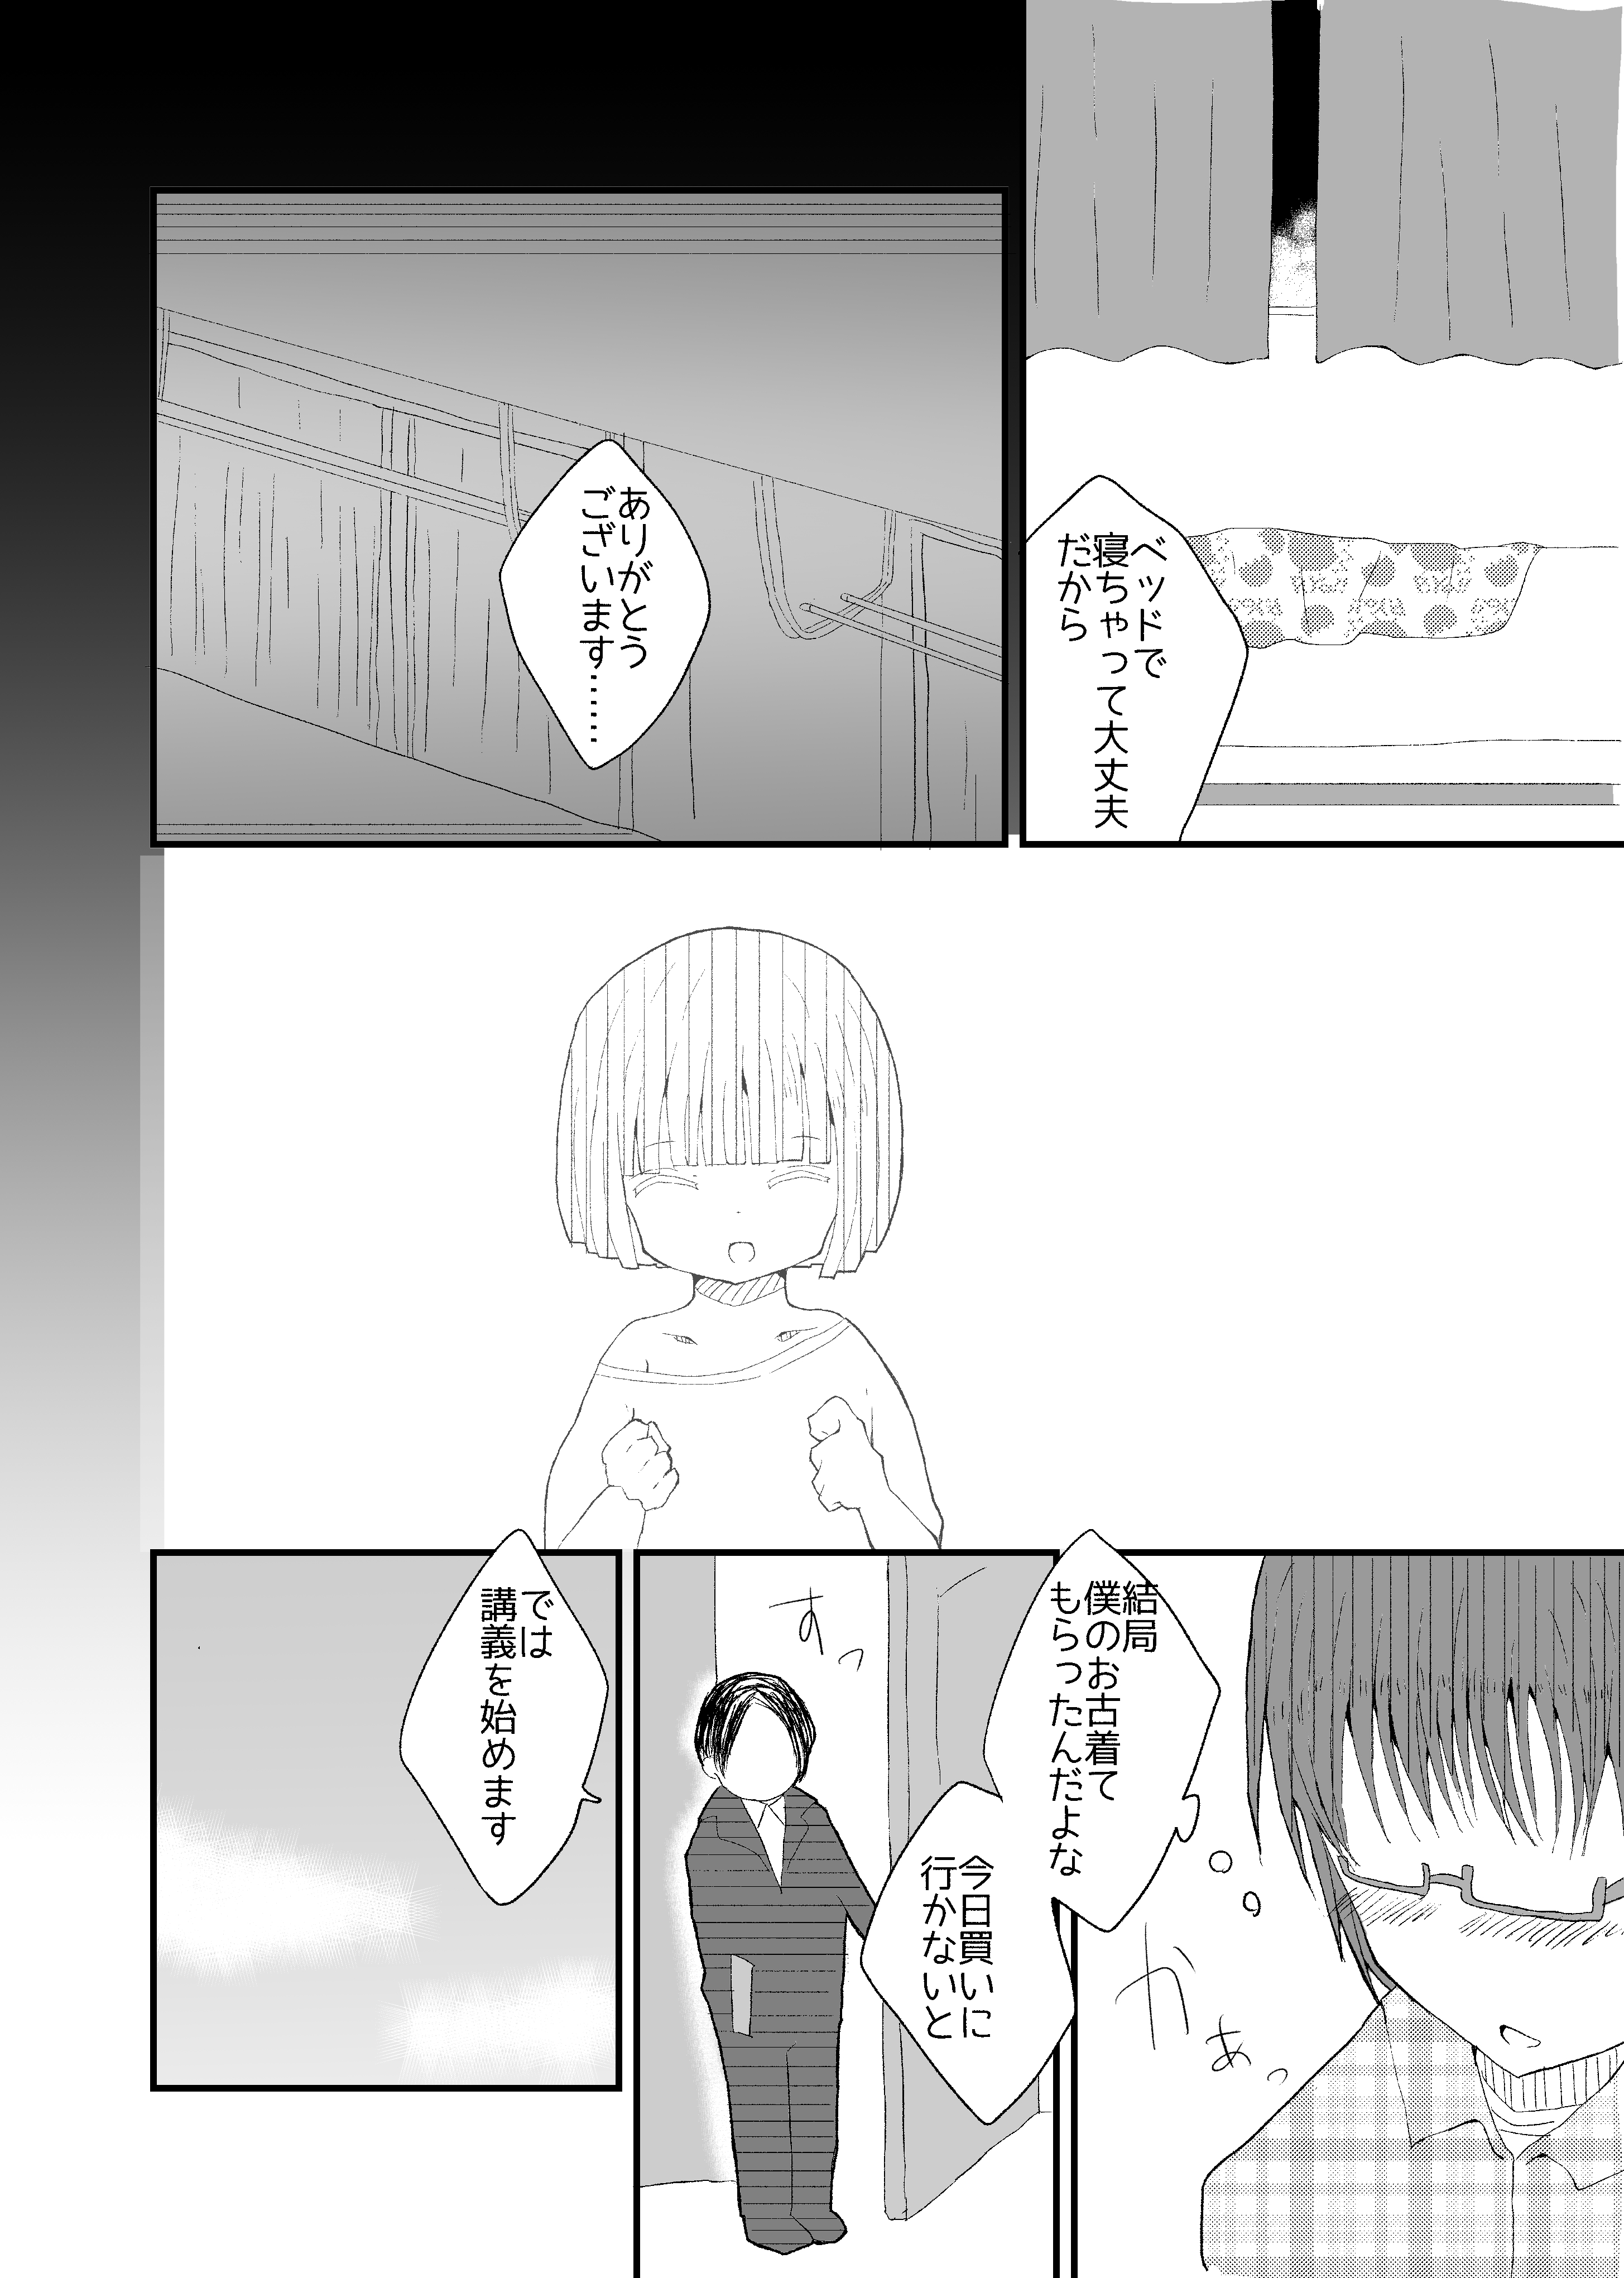 ベッドで
寝ちゃって大丈夫
だから
ありがとう
ございます………
結局
僕のお古着て
もらったんだよな
かぁっ
今日買いに
行かないと
すっ
では
講義を始めます